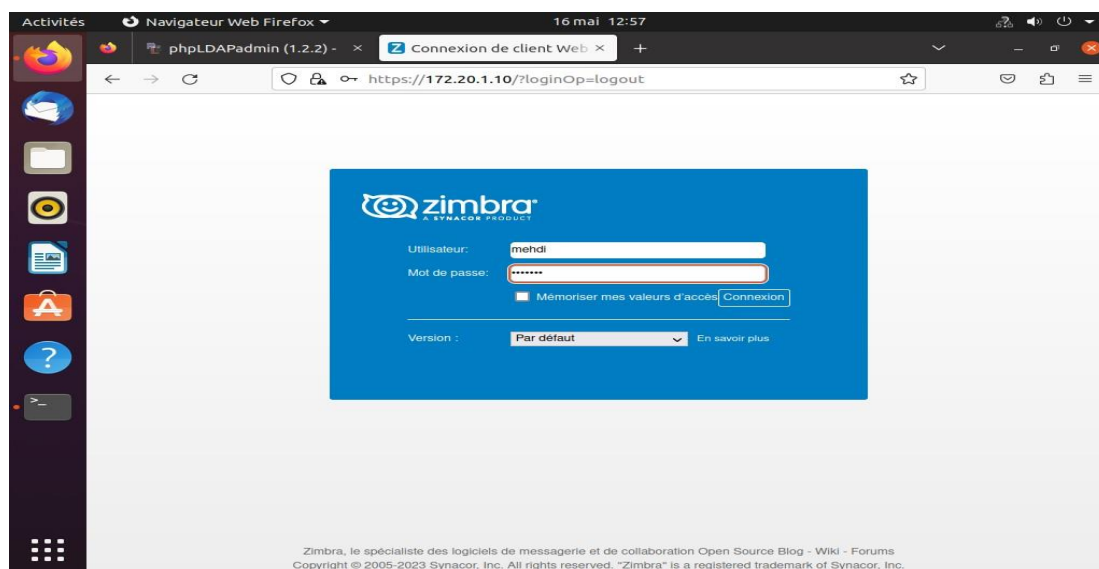 Activités Navigateur Web Firefox 16 mai 12:57
phpLDAPadmin (1.2.2) - × Connexion de client Web × +
https://172.20.1.10/?loginOp=logout
zimbra
A SYNACOR PRODUCT
Utilisateur: mehdi
Mot de passe: •••••••
Mémoriser mes valeurs d'accès Connexion
Version : Par défaut En savoir plus
Zimbra, le spécialiste des logiciels de messagerie et de collaboration Open Source Blog - Wiki - Forums
Copyright © 2005-2023 Synacor, Inc. All rights reserved. "Zimbra" is a registered trademark of Synacor, Inc.